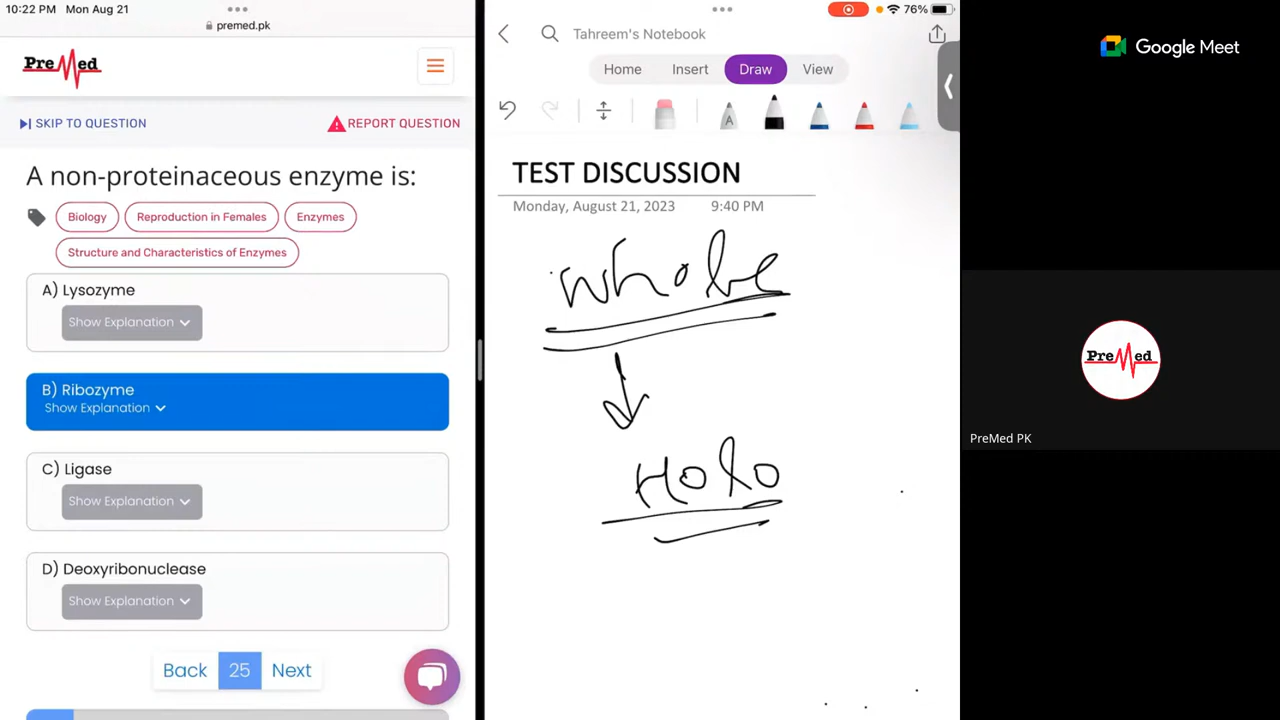 10:22 PM Mon Aug 21
premed.pk
PreMed
SKIP TO QUESTION
REPORT QUESTION
A non-proteinaceous enzyme is:
Biology
Reproduction in Females
Enzymes
Structure and Characteristics of Enzymes
A) Lysozyme
Show Explanation
B) Ribozyme
Show Explanation
C) Ligase
Show Explanation
D) Deoxyribonuclease
Show Explanation
Back 25 Next
76%
Tahreem's Notebook
Home Insert Draw View
A
TEST DISCUSSION
Monday, August 21, 2023 9:40 PM
Whole
Holo
Google Meet
PreMed
PreMed PK